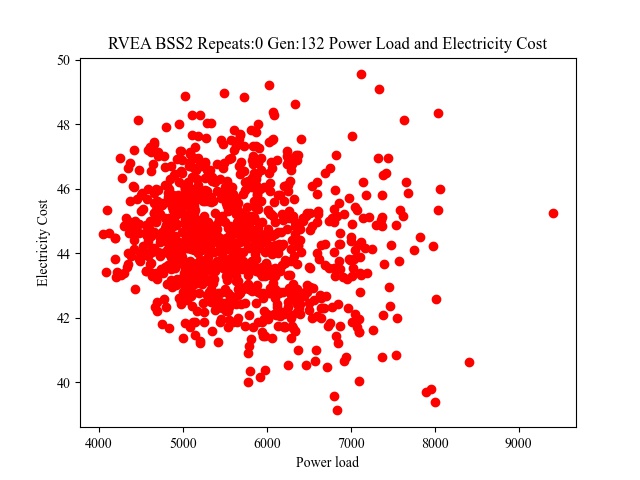 RVEA BSS2 Repeats:0 Gen:132 Power Load and Electricity Cost
50
48
46
44
42
40
Electricity Cost
4000 5000 6000 7000 8000 9000
Power load